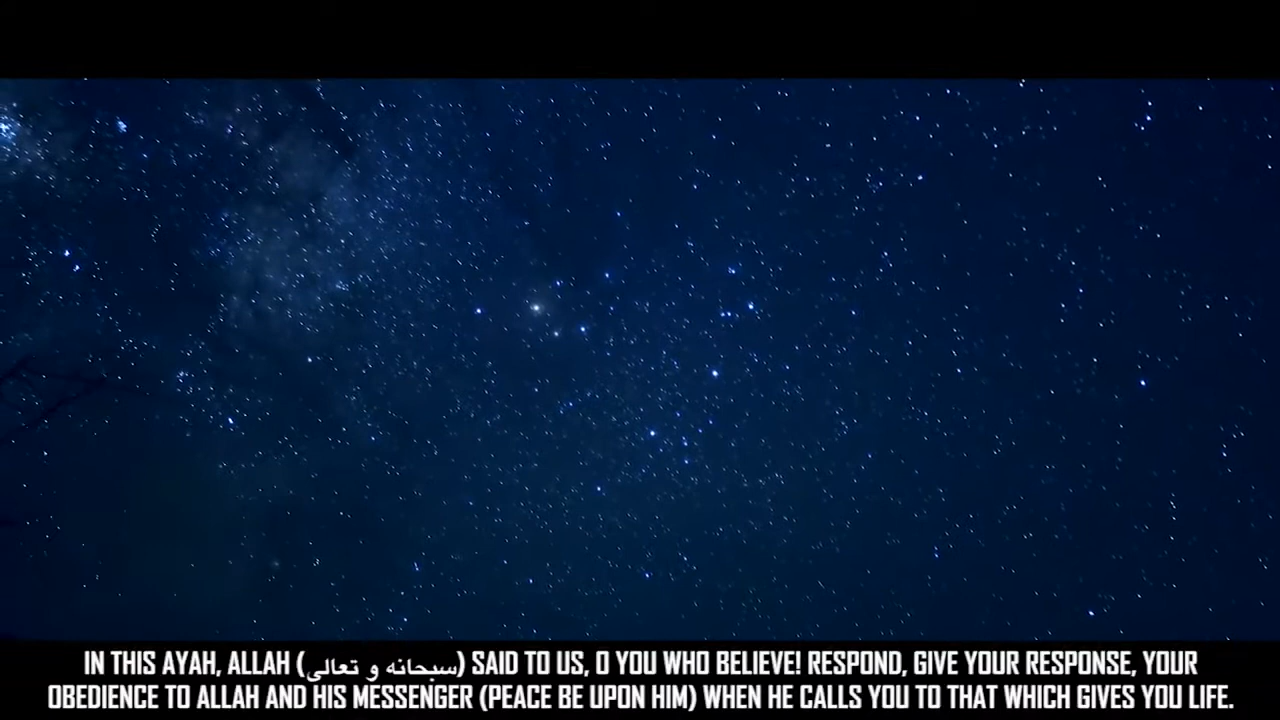 IN THIS AYAH, ALLAH (سبحانه و تعالى) SAID TO US, O YOU WHO BELIEVE! RESPOND, GIVE YOUR RESPONSE, YOUR
OBEDIENCE TO ALLAH AND HIS MESSENGER (PEACE BE UPON HIM) WHEN HE CALLS YOU TO THAT WHICH GIVES YOU LIFE.